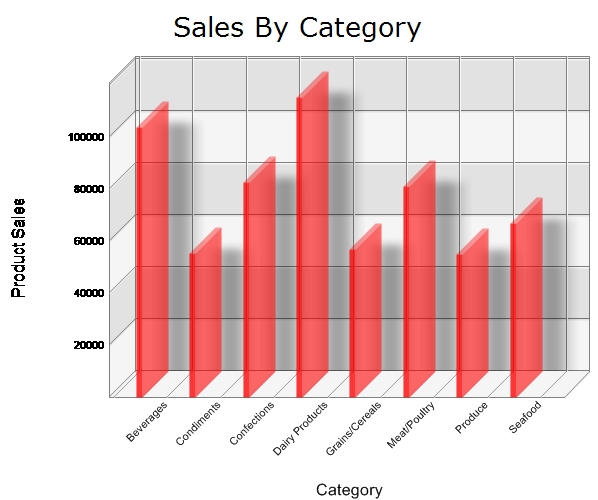 Sales By Category
Product Sales
100000
80000
60000
40000
20000
Beverages
Condiments
Confections
Dairy Products
Grains/Cereals
Meat/Poultry
Produce
Seafood
Category